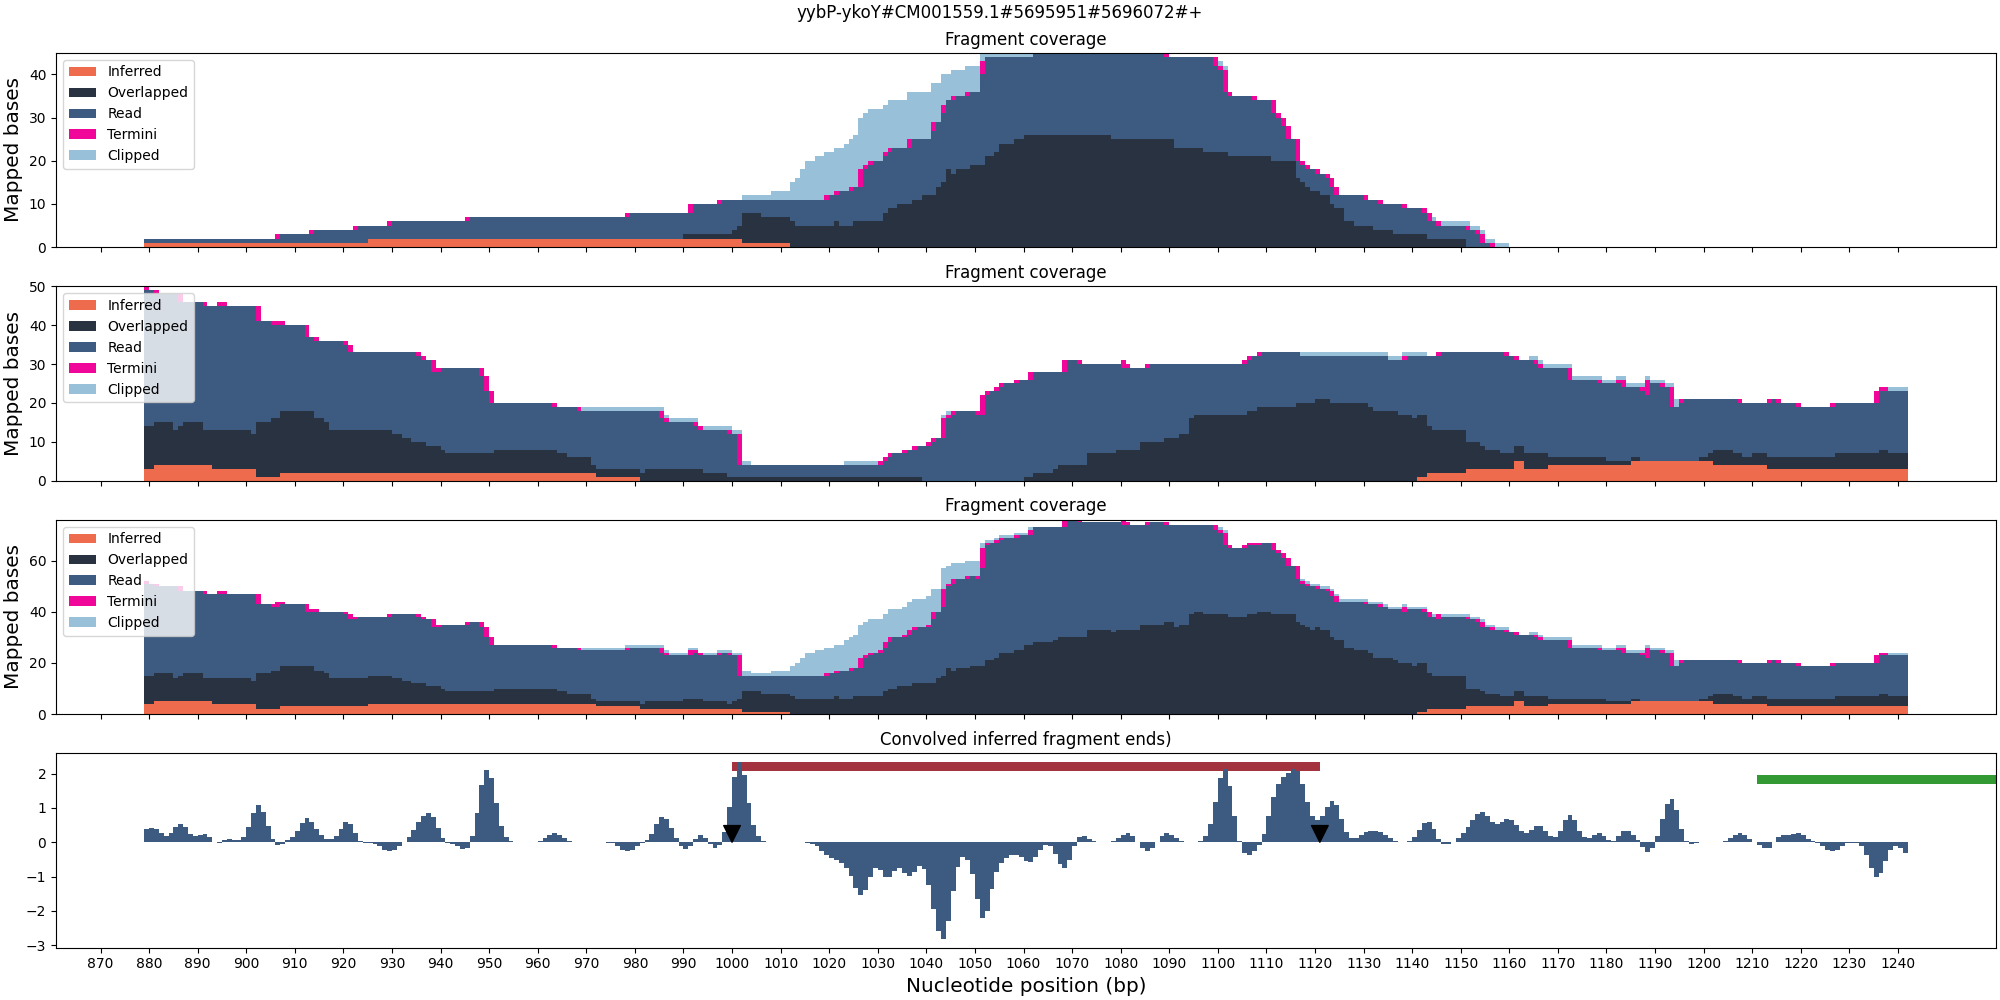 yybP-ykoY#CM001559.1#5695951#5696072#+
Fragment coverage
Mapped bases
40
30
20
10
0
Inferred
Overlapped
Read
Termini
Clipped
Fragment coverage
Mapped bases
50
40
30
20
10
0
Inferred
Overlapped
Read
Termini
Clipped
Fragment coverage
Mapped bases
60
40
20
0
Inferred
Overlapped
Read
Termini
Clipped
Convolved inferred fragment ends)
2
1
0
−1
−2
−3
870 880 890 900 910 920 930 940 950 960 970 980 990 1000 1010 1020 1030 1040 1050 1060 1070 1080 1090 1100 1110 1120 1130 1140 1150 1160 1170 1180 1190 1200 1210 1220 1230 1240
Nucleotide position (bp)